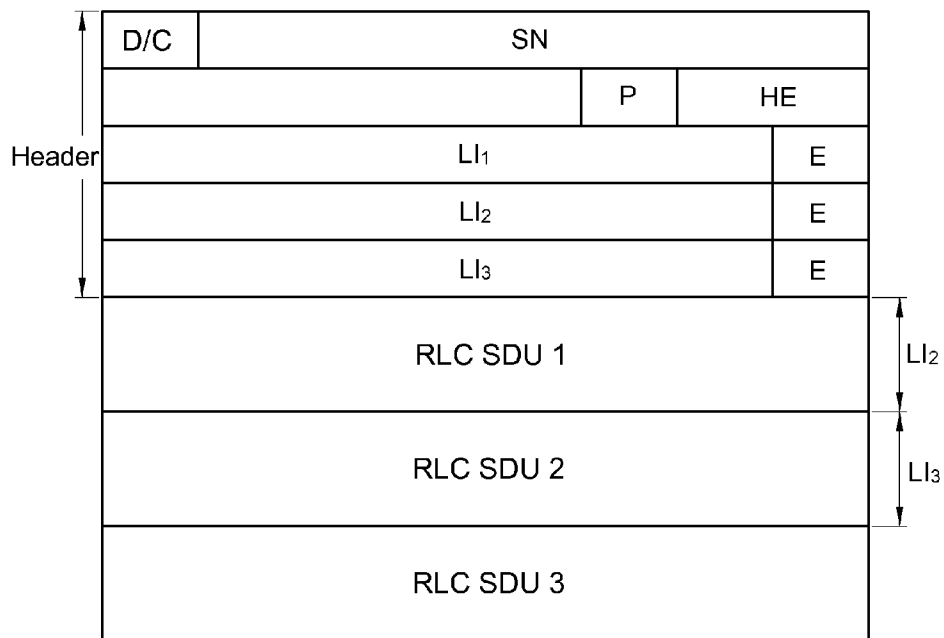 D/C SN
P HE
Header
LI₁ E
LI₂ E
LI₃ E
RLC SDU 1
LI₂
RLC SDU 2
LI₃
RLC SDU 3